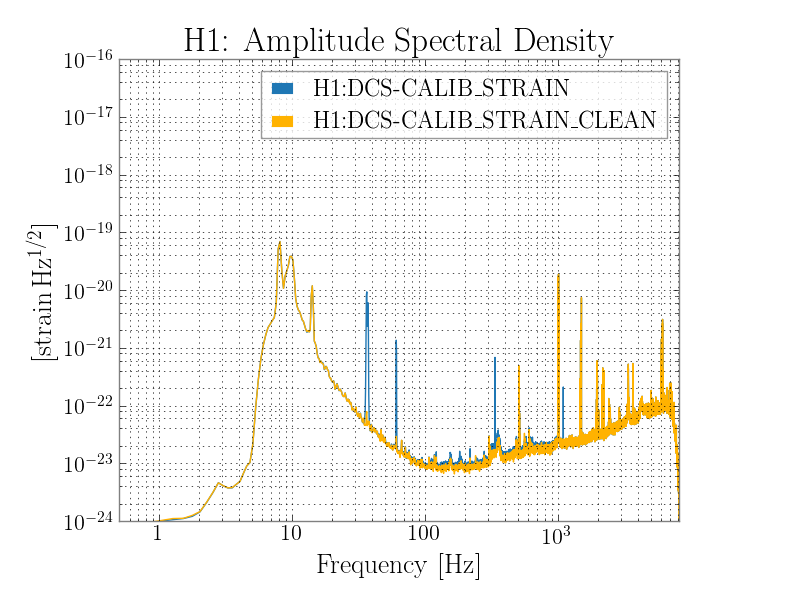 H1: Amplitude Spectral Density
H1:DCS-CALIB_STRAIN
H1:DCS-CALIB_STRAIN_CLEAN
[strain Hz^{1/2}]
10^{-16}
10^{-17}
10^{-18}
10^{-19}
10^{-20}
10^{-21}
10^{-22}
10^{-23}
10^{-24}
1 10 100 10^3
Frequency [Hz]